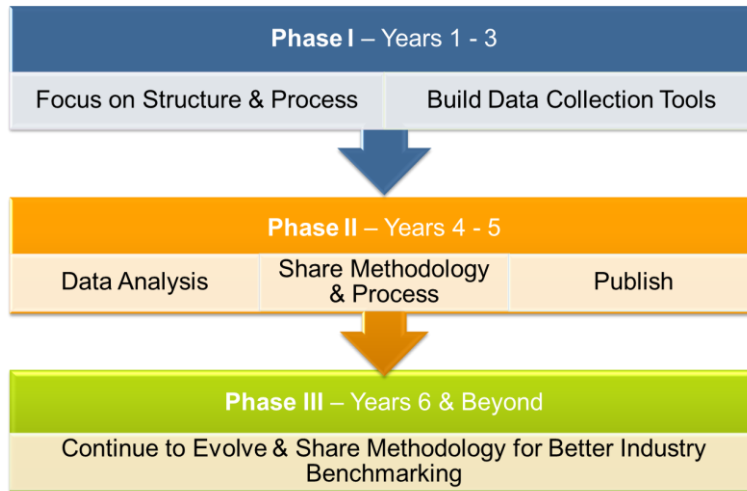 Phase I – Years 1 - 3
Focus on Structure & Process
Build Data Collection Tools
Phase II – Years 4 - 5
Data Analysis
Share Methodology
& Process
Publish
Phase III – Years 6 & Beyond
Continue to Evolve & Share Methodology for Better Industry
Benchmarking